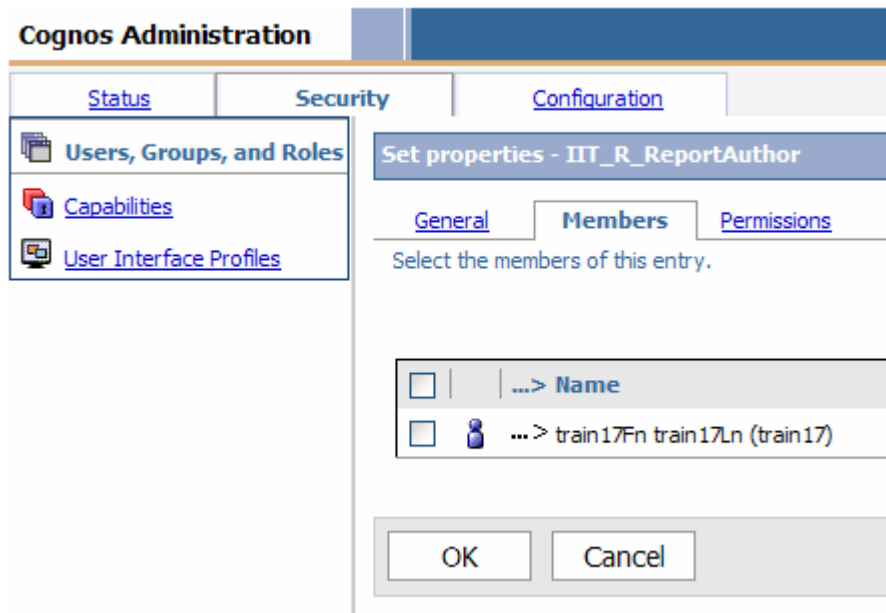 Cognos Administration
Status Security Configuration
Users, Groups, and Roles
Capabilities
User Interface Profiles
Set properties - IIT_R_ReportAuthor
General Members Permissions
Select the members of this entry.
...> Name
...> train17Fn train17Ln (train17)
OK Cancel